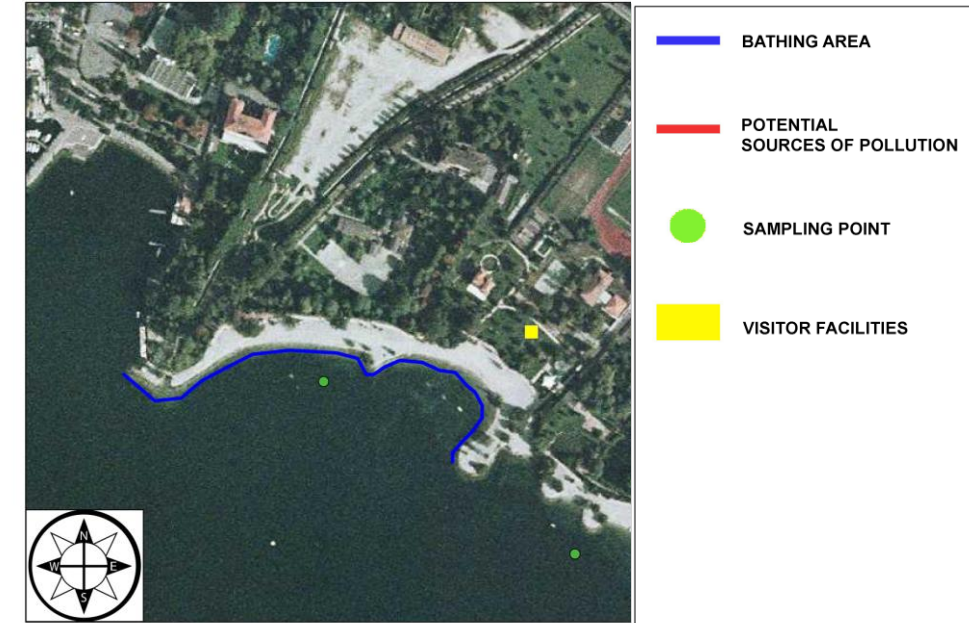 BATHING AREA
POTENTIAL
SOURCES OF POLLUTION
SAMPLING POINT
VISITOR FACILITIES
N
W E
S